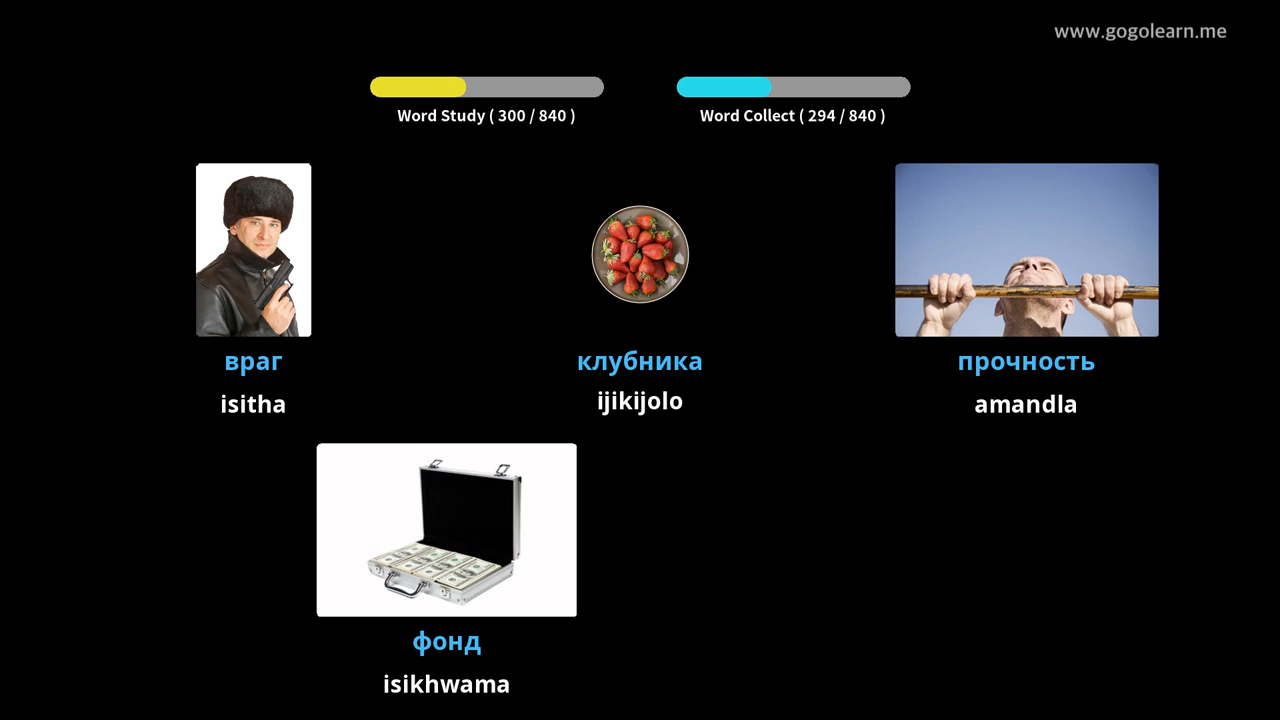 www.gogolearn.me
Word Study ( 300 / 840 )
Word Collect ( 294 / 840 )
враг
клубника
прочность
isitha
ijikijolo
amandla
фонд
isikhwama